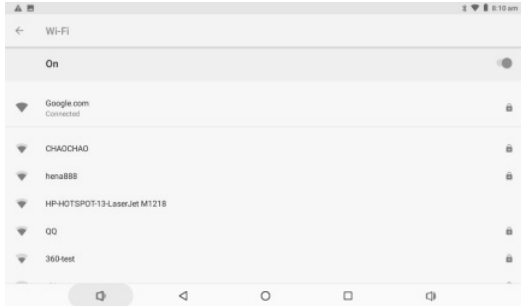 8:10 am
Wi-Fi
On
Google.com
Connected
CHAOCHAO
hena888
HP-HOTSPOT-13-LaserJet M1218
QQ
360-test